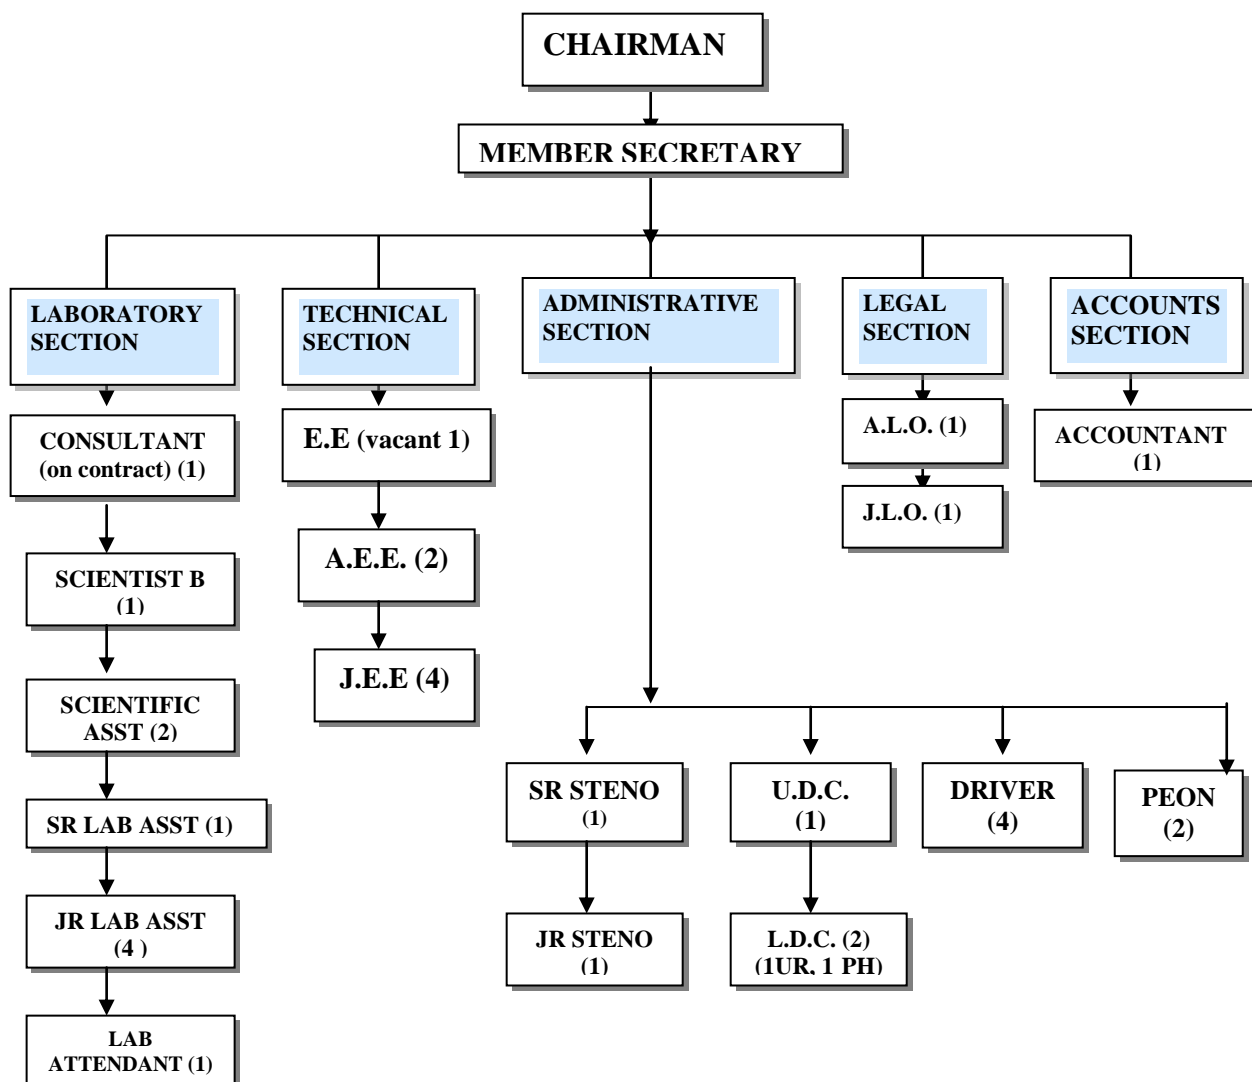 CHAIRMAN
MEMBER SECRETARY
LABORATORY
SECTION
TECHNICAL
SECTION
ADMINISTRATIVE
SECTION
LEGAL
SECTION
ACCOUNTS
SECTION
CONSULTANT
(on contract) (1)
E.E (vacant 1)
A.L.O. (1)
ACCOUNTANT
(1)
J.L.O. (1)
SCIENTIST B
(1)
A.E.E. (2)
J.E.E (4)
SCIENTIFIC
ASST (2)
SR LAB ASST (1)
JR LAB ASST
(4 )
LAB
ATTENDANT (1)
SR STENO
(1)
U.D.C.
(1)
DRIVER
(4)
PEON
(2)
JR STENO
(1)
L.D.C. (2)
(1UR, 1 PH)